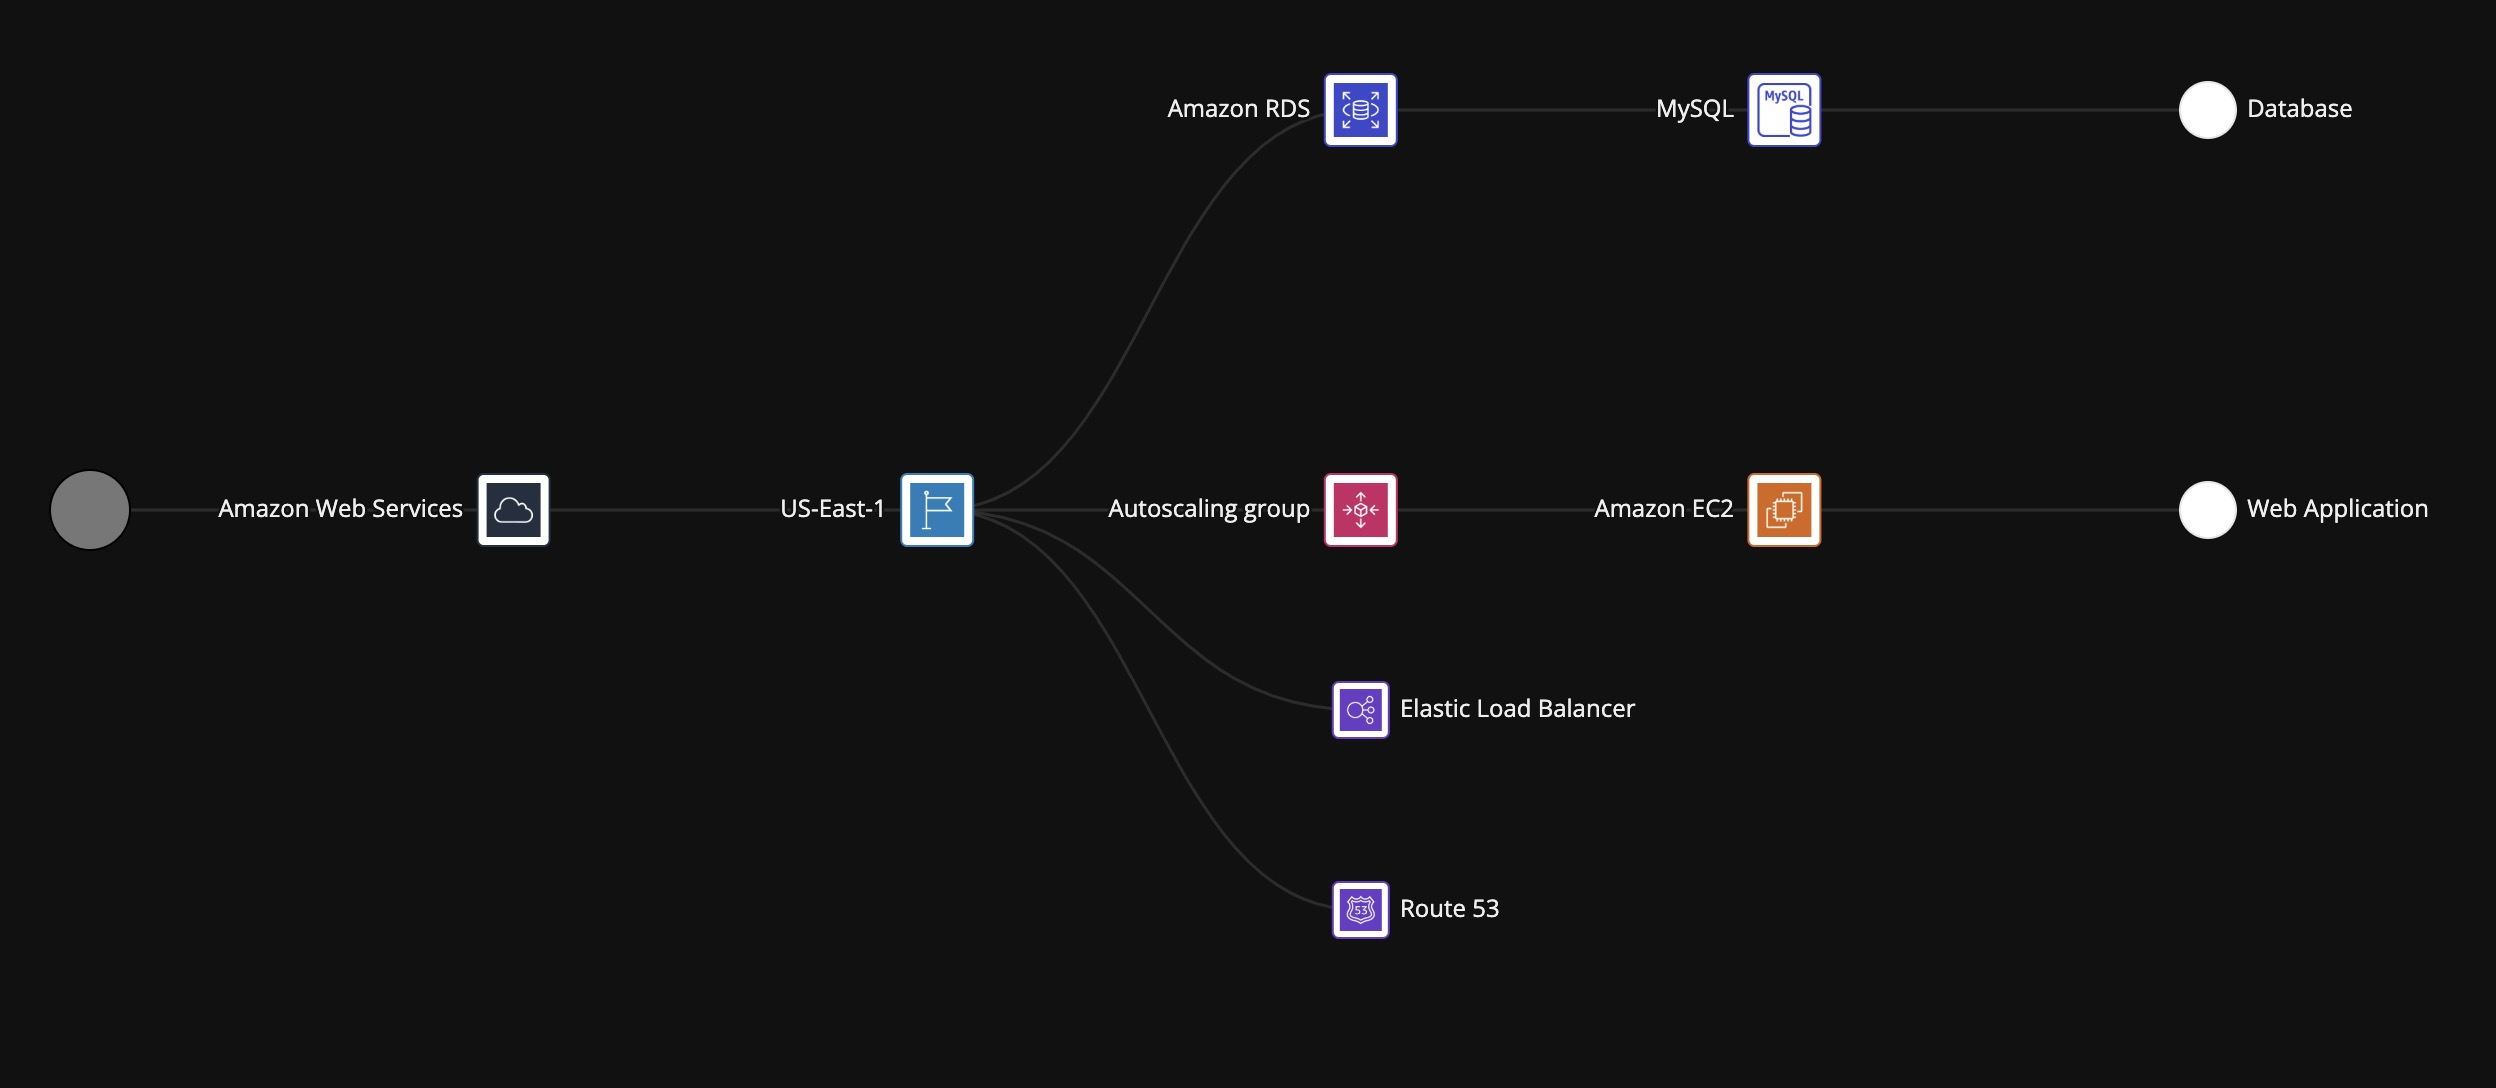 Amazon RDS
MySQL
MySQL
Database
Amazon Web Services
US-East-1
Autoscaling group
Amazon EC2
Web Application
Elastic Load Balancer
53
Route 53